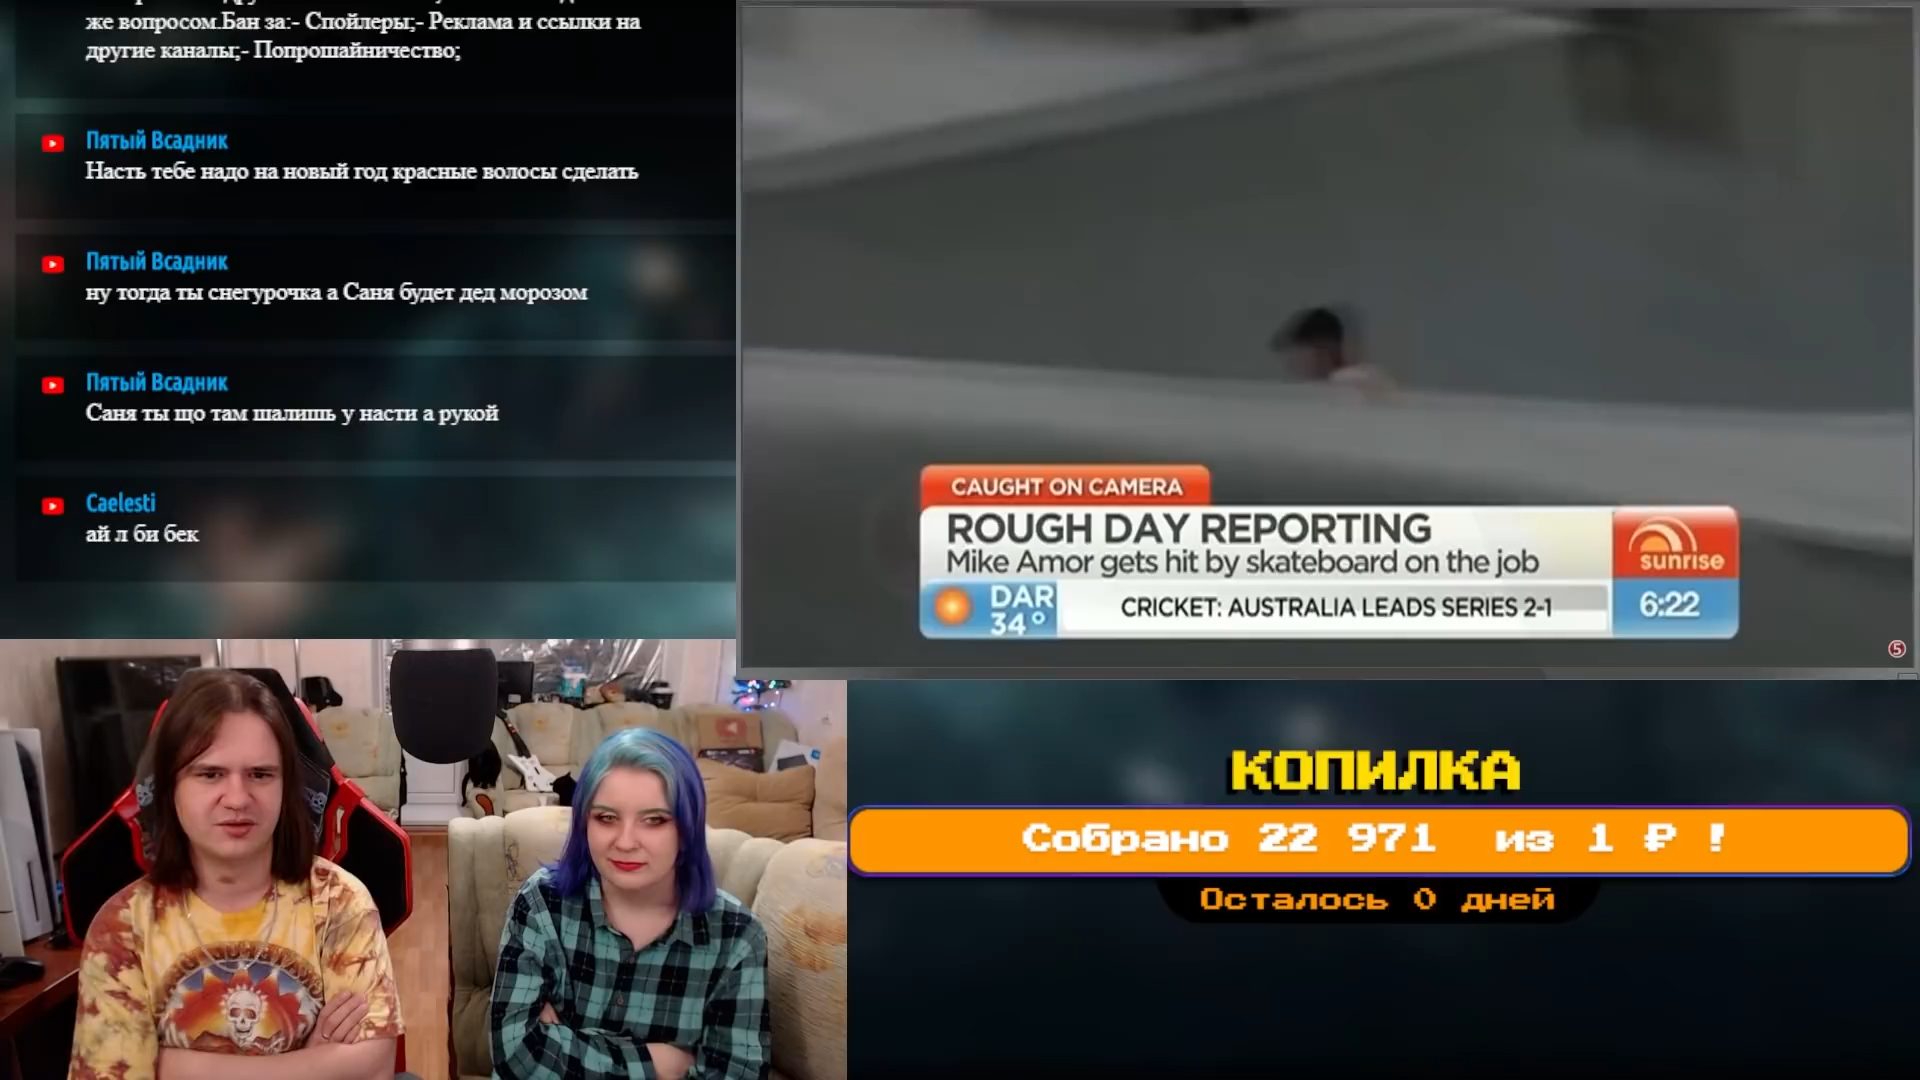 же вопросом.Бан за:- Спойлеры;- Реклама и ссылки на
другие каналы;- Попрошайничество;
Пятый Всадник
Насть тебе надо на новый год красные волосы сделать
Пятый Всадник
ну тогда ты снегурочка а Саня будет дед морозом
Пятый Всадник
Саня ты що там шалишь у насти а рукой
Caelesti
ай л би бек
CAUGHT ON CAMERA
ROUGH DAY REPORTING
Mike Amor gets hit by skateboard on the job
sunrise
DAR
34°
CRICKET: AUSTRALIA LEADS SERIES 2-1
6:22
5
КОПИЛКА
Собрано 22 971 из 1 ₽ !
Осталось 0 дней